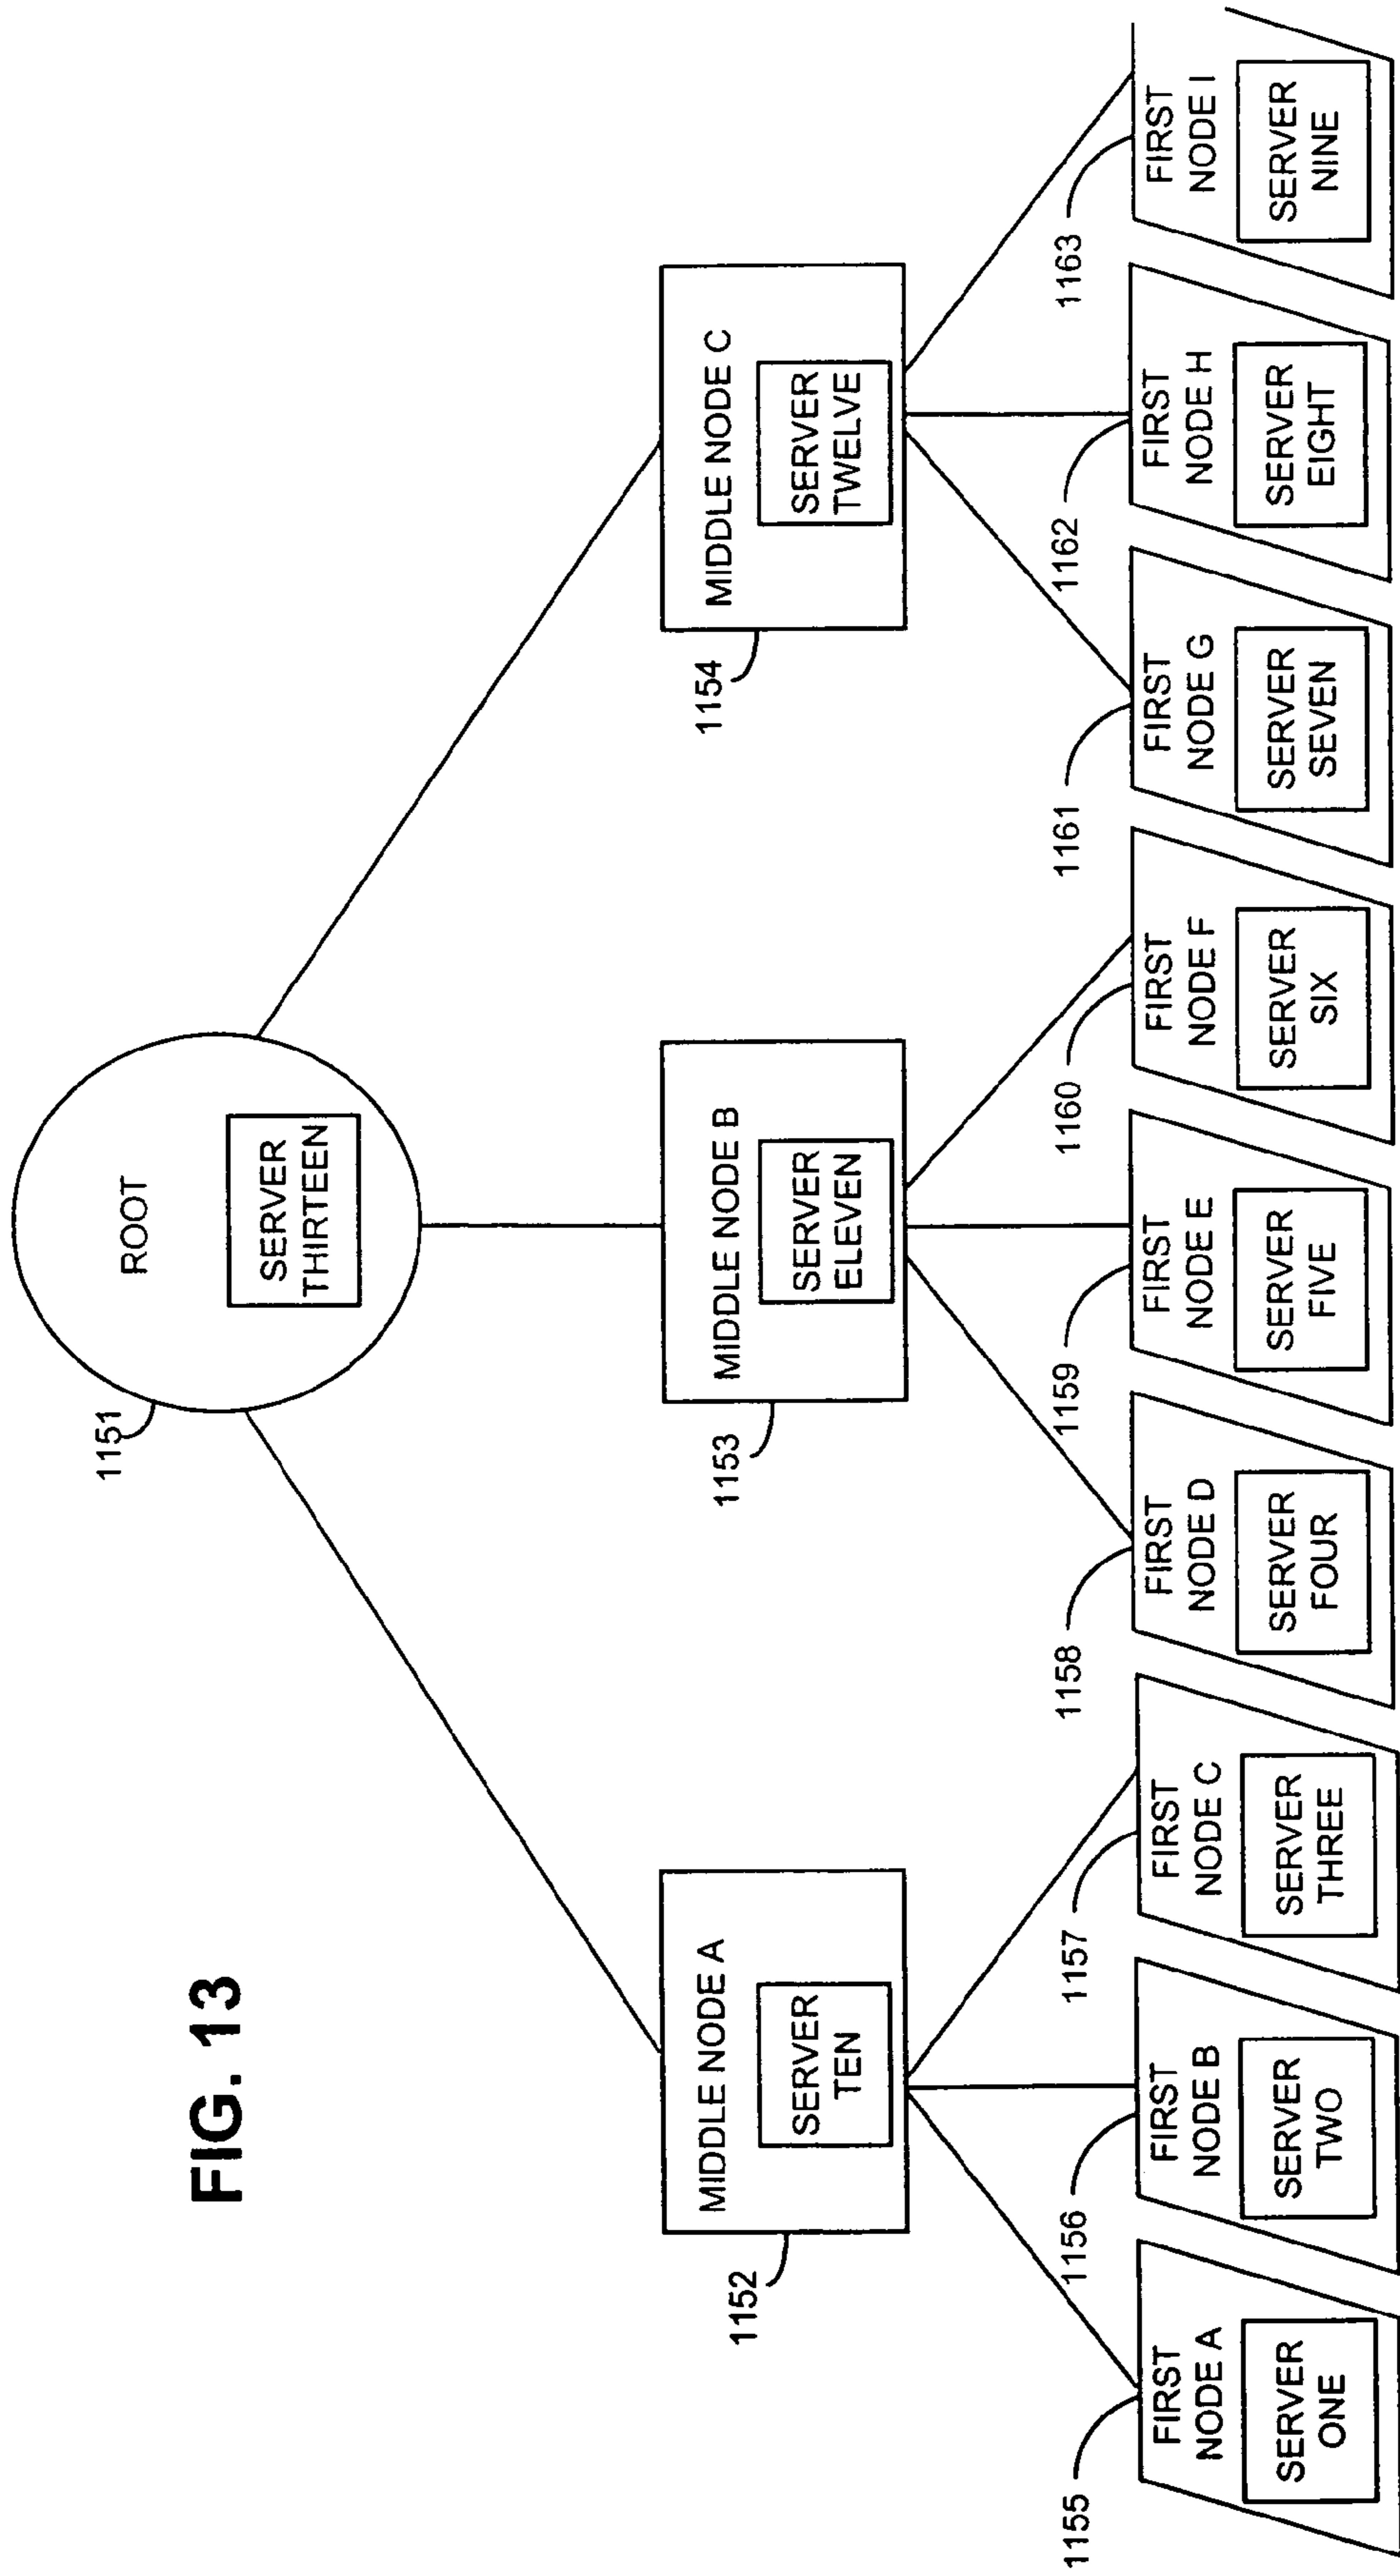 FIG. 13
1151
ROOT
SERVER
THIRTEEN
1152
MIDDLE NODE A
SERVER
TEN
1153
MIDDLE NODE B
SERVER
ELEVEN
1154
MIDDLE NODE C
SERVER
TWELVE
1155
FIRST
NODE A
SERVER
ONE
1156
FIRST
NODE B
SERVER
TWO
1157
FIRST
NODE C
SERVER
THREE
1158
FIRST
NODE D
SERVER
FOUR
1159
FIRST
NODE E
SERVER
FIVE
1160
FIRST
NODE F
SERVER
SIX
1161
FIRST
NODE G
SERVER
SEVEN
1162
FIRST
NODE H
SERVER
EIGHT
1163
FIRST
NODE I
SERVER
NINE